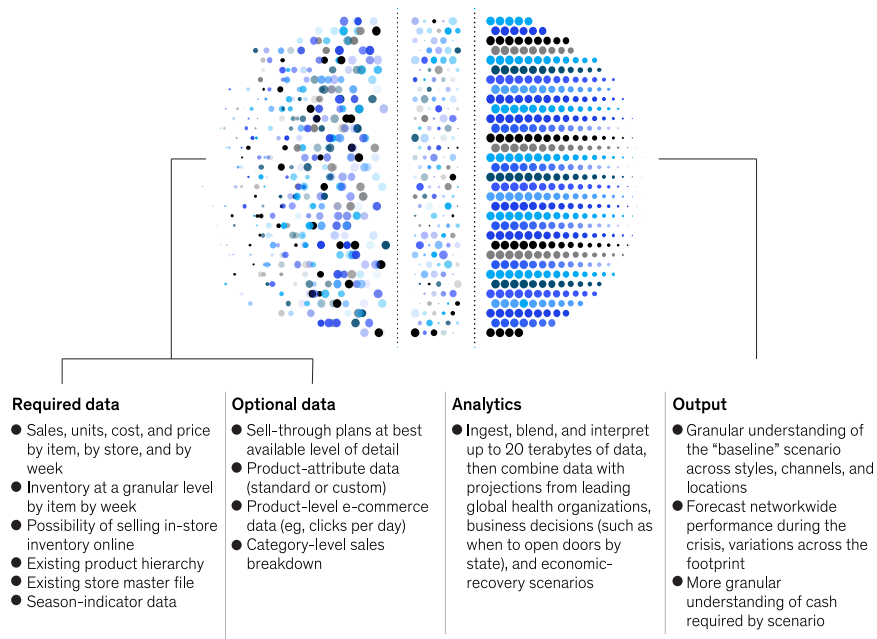 Required data
● Sales, units, cost, and price
by item, by store, and by
week
● Inventory at a granular level
by item by week
● Possibility of selling in-store
inventory online
● Existing product hierarchy
● Existing store master file
● Season-indicator data
Optional data
● Sell-through plans at best
available level of detail
● Product-attribute data
(standard or custom)
● Product-level e-commerce
data (eg, clicks per day)
● Category-level sales
breakdown
Analytics
● Ingest, blend, and interpret
up to 20 terabytes of data,
then combine data with
projections from leading
global health organizations,
business decisions (such as
when to open doors by
state), and economic-
recovery scenarios
Output
● Granular understanding of
the “baseline” scenario
across styles, channels, and
locations
● Forecast networkwide
performance during the
crisis, variations across the
footprint
● More granular
understanding of cash
required by scenario